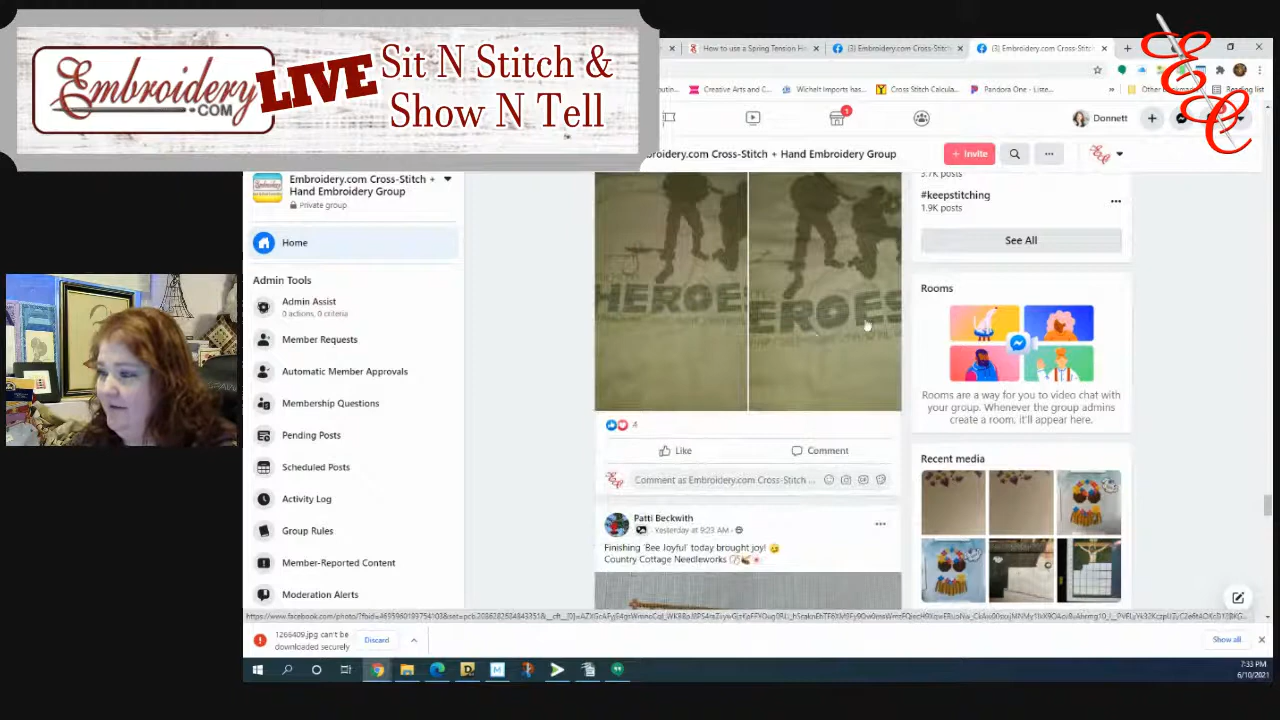 Embroidery
.COM
LIVE
Sit N Stitch &
Show N Tell
How to use a Spring Tension Ho
(3) Embroidery.com Cross-Stitc
(3) Embroidery.com Cross-Stitc
Creative Arts and C...
Wichelt Imports has...
Cross Stitch Calcula...
Pandora One - Liste...
Reading list
1
Donnett
EEC
broidery.com Cross-Stitch + Hand Embroidery Group
+ Invite
Embroidery.com Cross-Stitch +
Hand Embroidery Group
Private group
Home
Admin Tools
Admin Assist
0 actions, 0 criteria
Member Requests
Automatic Member Approvals
Membership Questions
Pending Posts
Scheduled Posts
Activity Log
Group Rules
Member-Reported Content
Moderation Alerts
HEROES
EROES
4
Like
Comment
Comment as Embroidery.com Cross-Stitch ...
Patti Beckwith
Yesterday at 9:23 AM
Finishing 'Bee Joyful' today brought joy!
Country Cottage Needleworks
3.7K posts
#keepstitching
1.9K posts
See All
Rooms
Rooms are a way for you to video chat with
your group. Whenever the group admins
create a room, it'll appear here.
Recent media
1266409.jpg can't be
downloaded securely
Discard
Show all
7:33 PM
6/10/2021